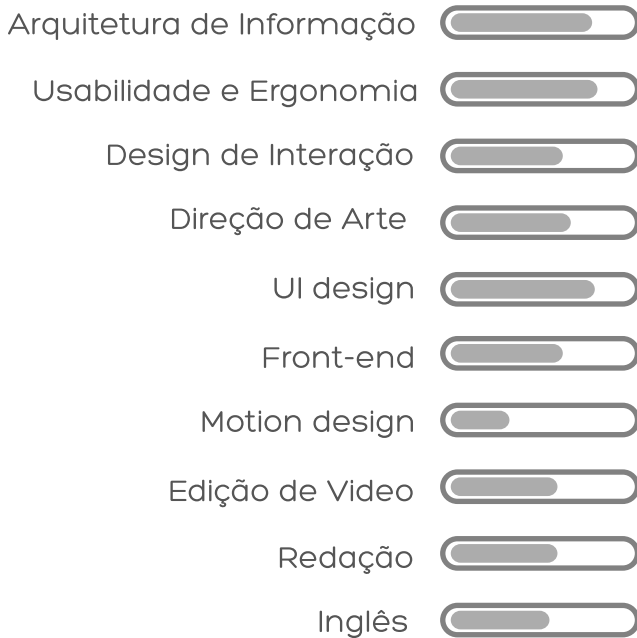 Arquitetura de Informação
Usabilidade e Ergonomia
Design de Interação
Direção de Arte
UI design
Front-end
Motion design
Edição de Video
Redação
Inglês